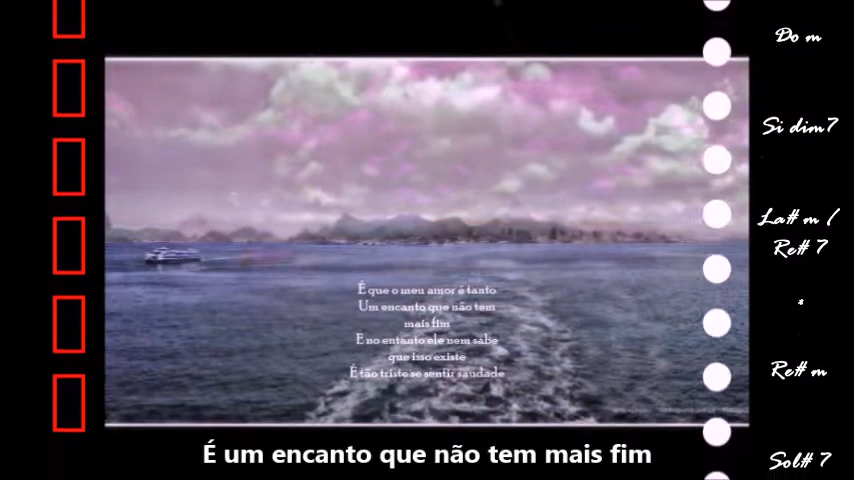 Do m
Si dim7
La# m /
Re# 7
*
Re# m
Sol# 7
É que o meu amor é tanto
Um encanto que não tem
mais fim
E no entanto ele nem sabe
que isso existe
É tão triste se sentir saudade
É um encanto que não tem mais fim